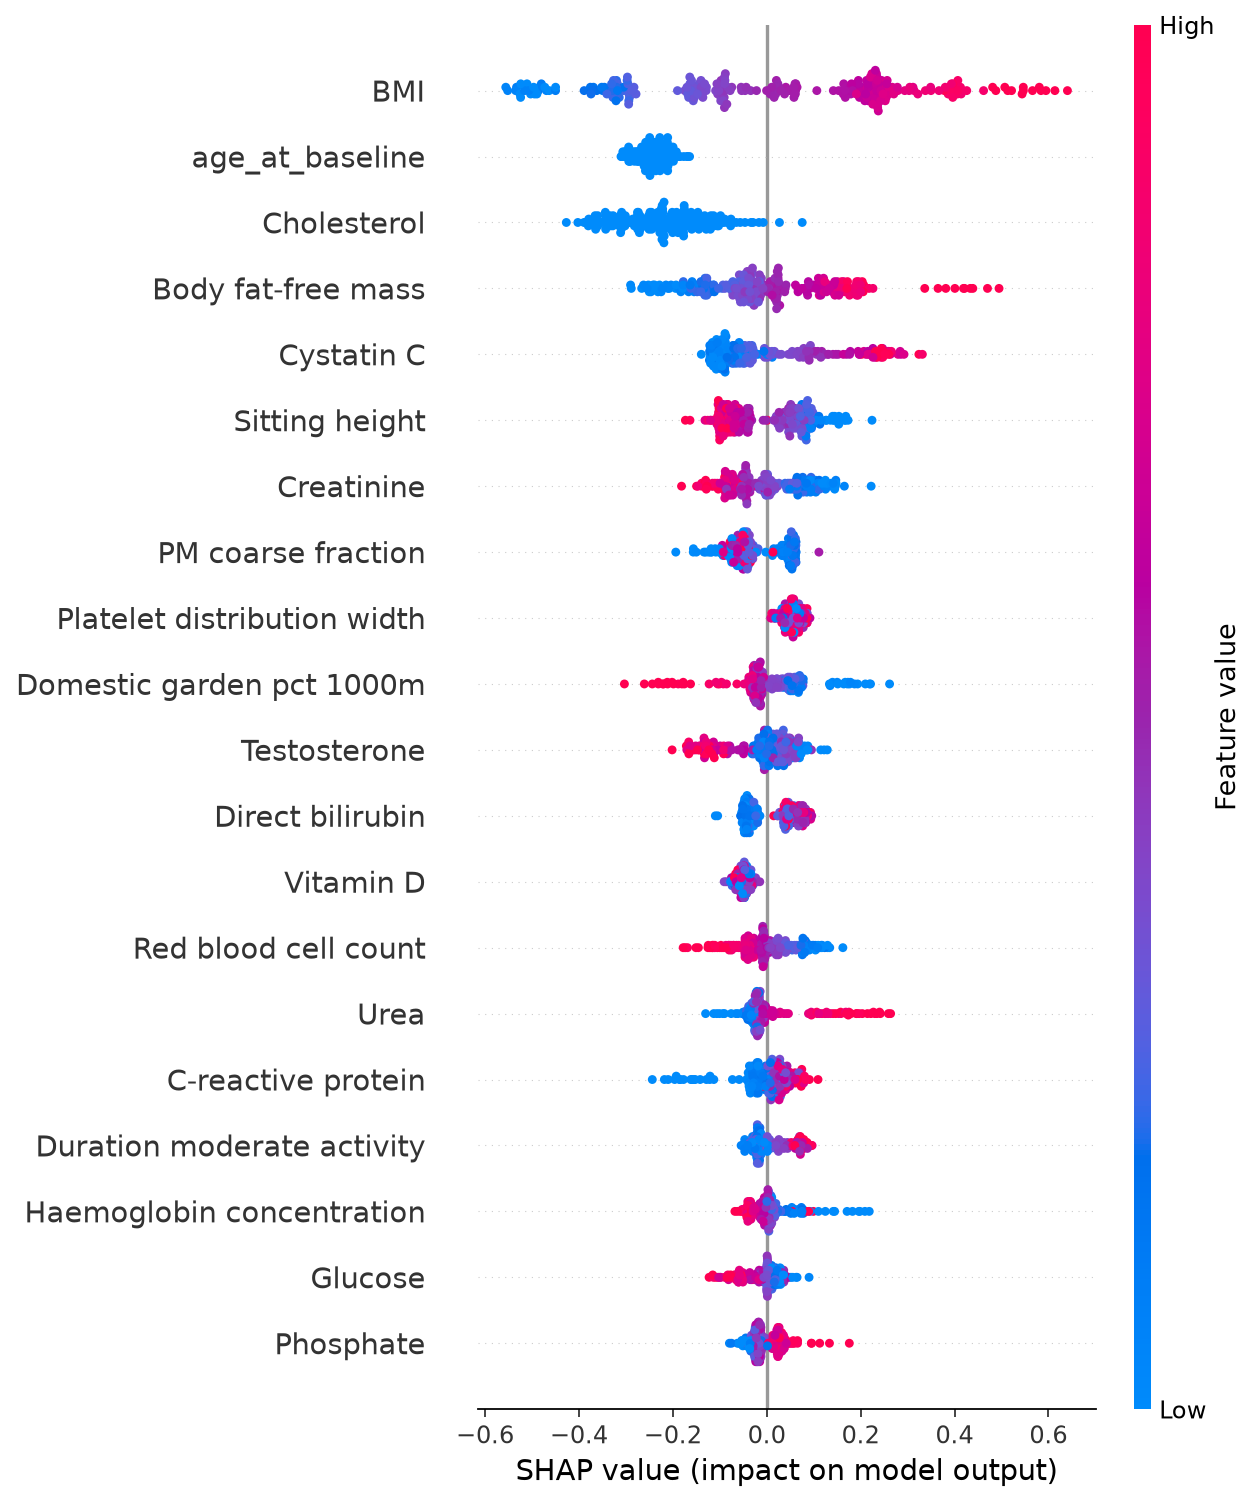 High
BMI
age_at_baseline
Cholesterol
Body fat-free mass
Cystatin C
Sitting height
Creatinine
PM coarse fraction
Platelet distribution width
Domestic garden pct 1000m
Testosterone
Direct bilirubin
Vitamin D
Red blood cell count
Urea
C-reactive protein
Duration moderate activity
Haemoglobin concentration
Glucose
Phosphate
Feature value
Low
−0.6 −0.4 −0.2 0.0 0.2 0.4 0.6
SHAP value (impact on model output)